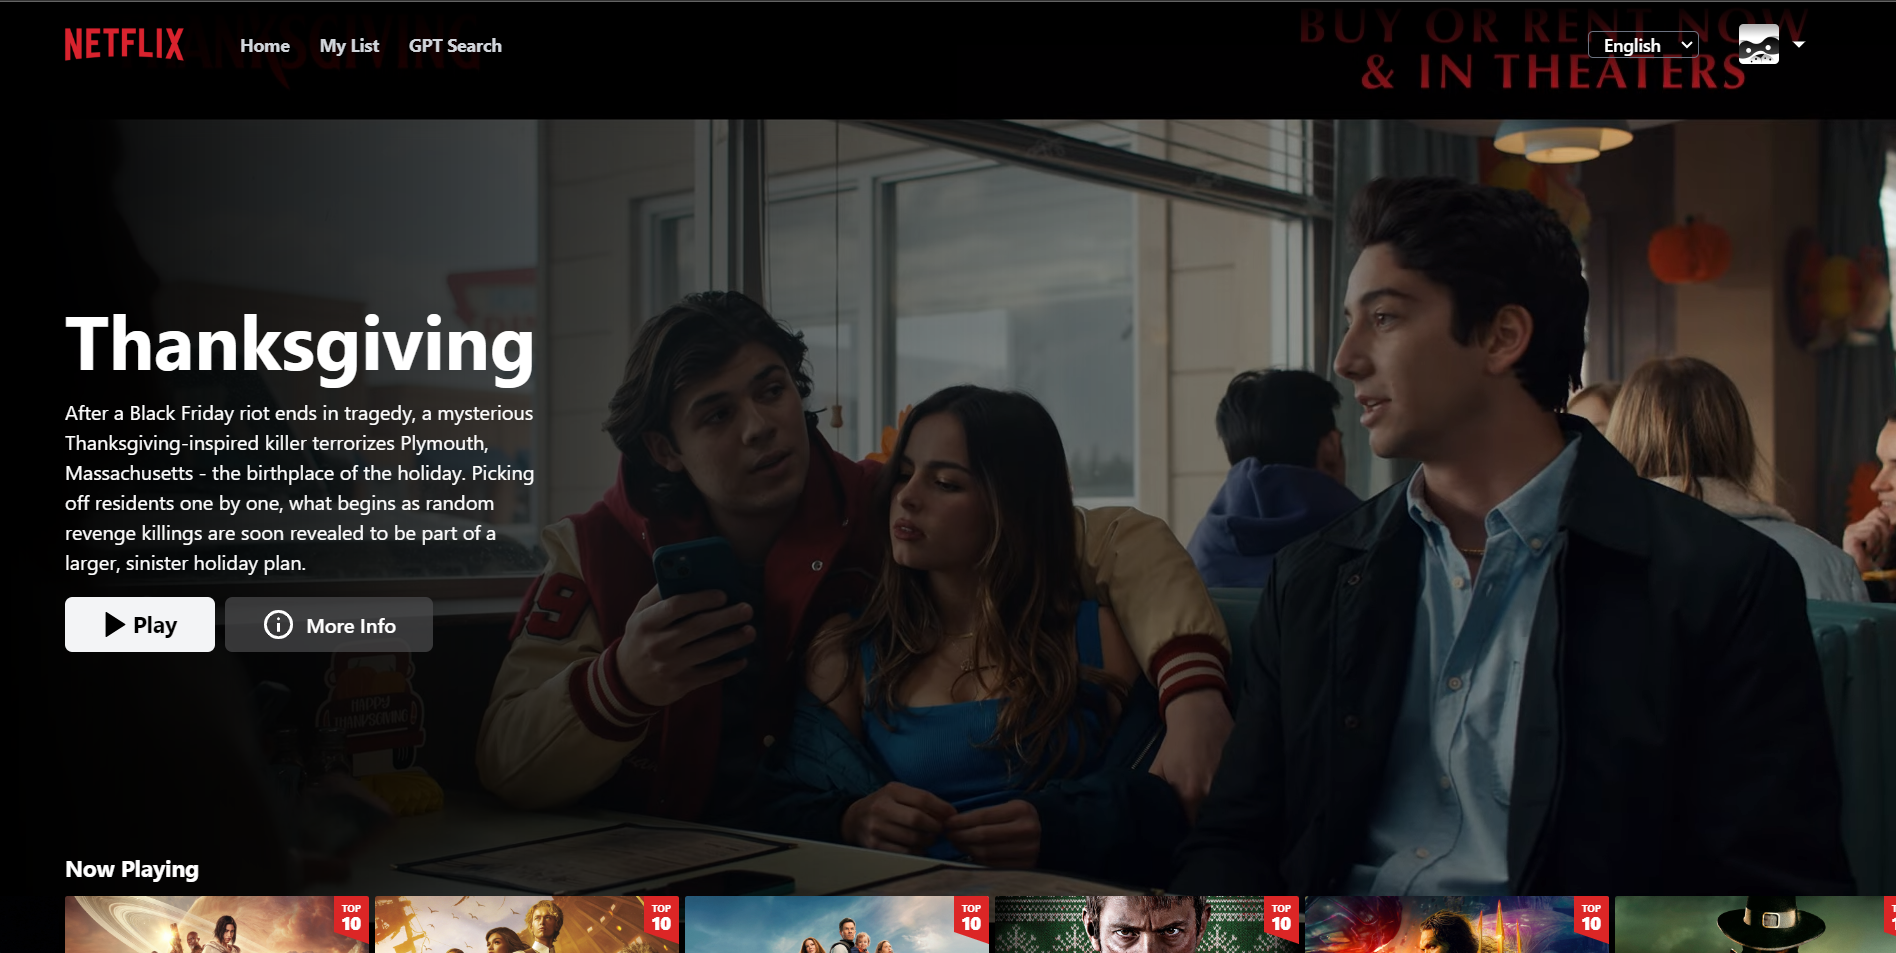 NETFLIX
Home
My List
GPT Search
BUY OR RENT NOW
& IN THEATERS
English
Thanksgiving
After a Black Friday riot ends in tragedy, a mysterious
Thanksgiving-inspired killer terrorizes Plymouth,
Massachusetts - the birthplace of the holiday. Picking
off residents one by one, what begins as random
revenge killings are soon revealed to be part of a
larger, sinister holiday plan.
Play
More Info
9
HAPPY
THANKSGIVING
Now Playing
TOP
10
TOP
10
TOP
10
TOP
10
TOP
10